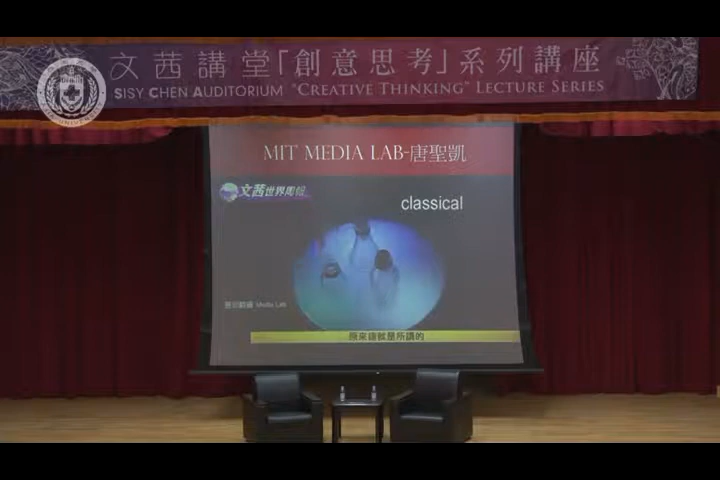 文茜講堂「創意思考」系列講座
SISY CHEN AUDITORIUM "CREATIVE THINKING" LECTURE SERIES
MIT MEDIA LAB-唐聖凱
文茜世界周報
classical
Media Lab
原來這就是所謂的